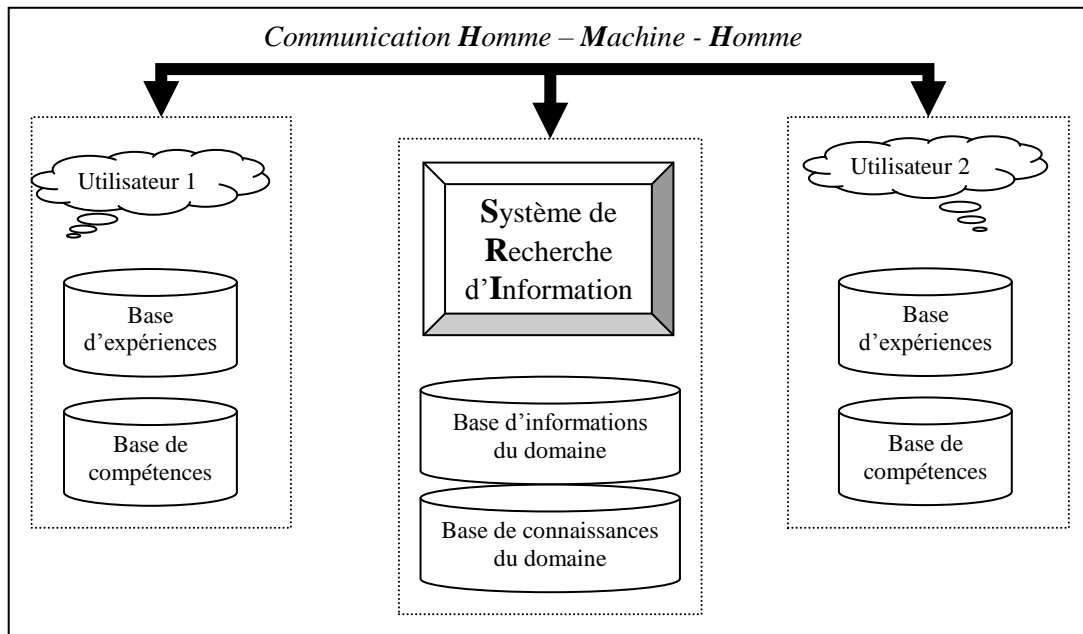 Communication Homme – Machine - Homme
Utilisateur 1
Base
d’expériences
Base de
compétences
Système de
Recherche
d’Information
Base d’informations
du domaine
Base de connaissances
du domaine
Utilisateur 2
Base
d’expériences
Base de
compétences